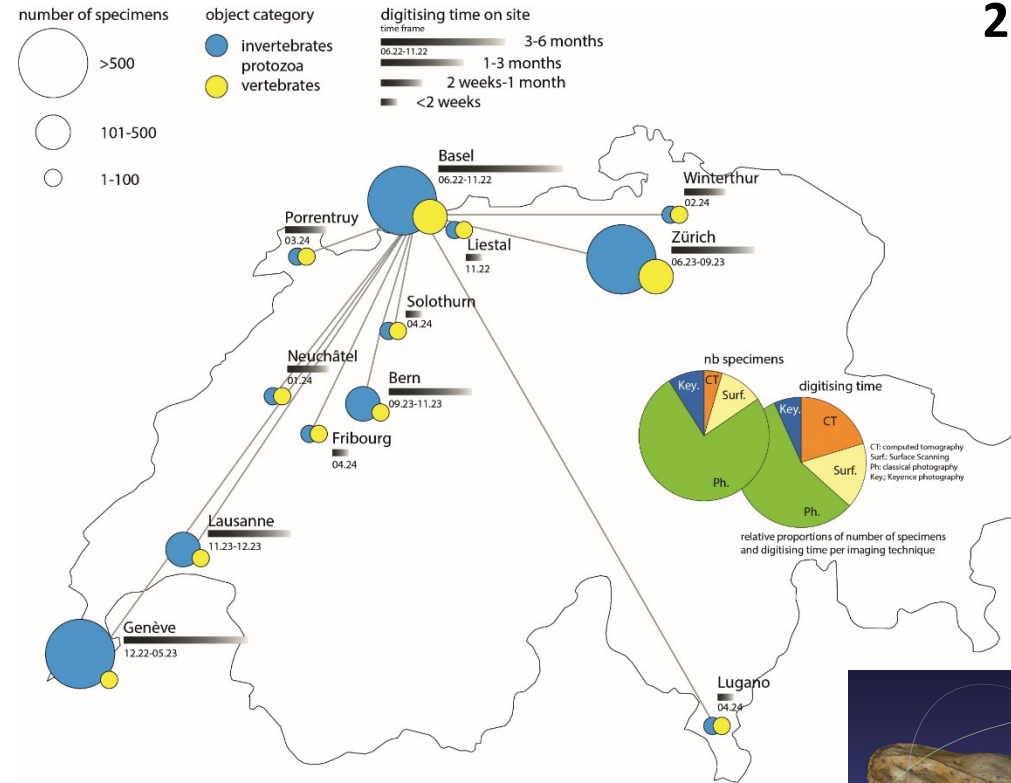 2
number of specimens
>500
101-500
1-100
object category
invertebrates
protozoa
vertebrates
digitising time on site
time frame
06.22-11.22
3-6 months
1-3 months
2 weeks-1 month
<2 weeks
Basel
06.22-11.22
Winterthur
02.24
Porrentruy
03.24
Liestal
11.22
Zürich
06.23-09.23
Solothurn
04.24
Neuchâtel
01.24
Bern
09.23-11.23
Fribourg
04.24
nb specimens
Key.
CT
Surf.
Ph.
digitising time
Key.
CT
Surf.
Ph.
CT: computed tomography
Surf.: Surface Scanning
Ph: classical photography
Key.; Keyence photography
relative proportions of number of specimens
and digitising time per imaging technique
Lausanne
11.23-12.23
Genève
12.22-05.23
Lugano
04.24